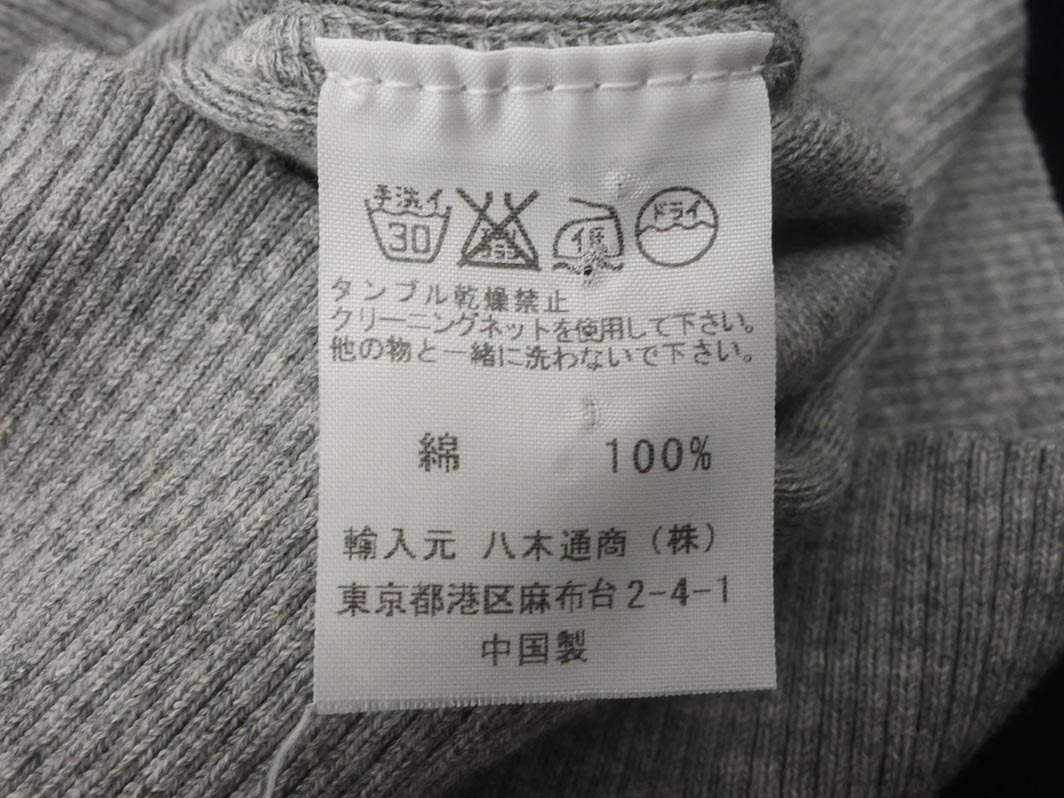 手洗イ
30
低
ドライ
タンブル乾燥禁止
クリーニングネットを使用して下さい。
他の物と一緒に洗わないで下さい。
綿 100%
輸入元 八木通商(株)
東京都港区麻布台2-4-1
中国製